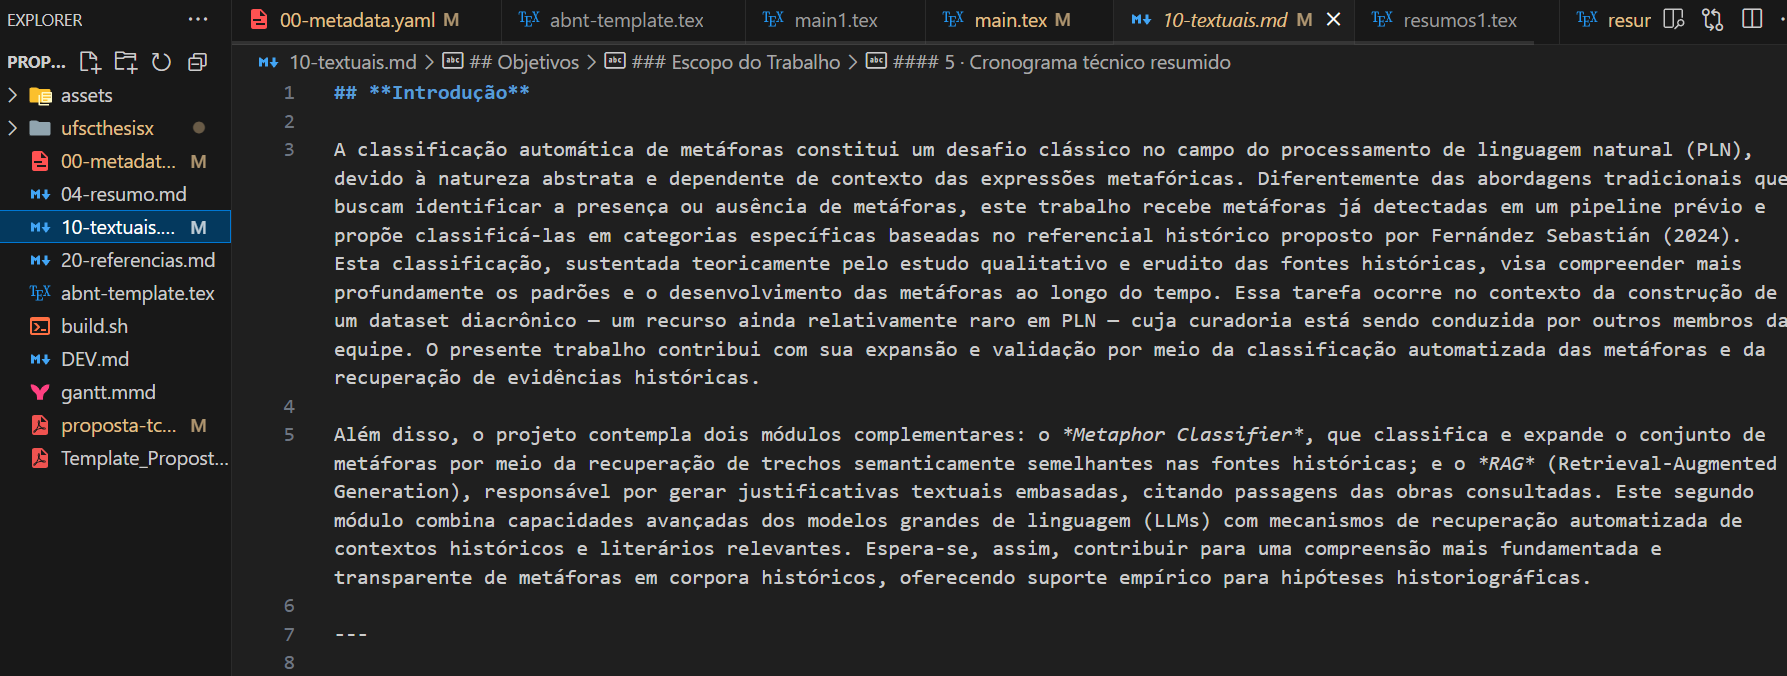 EXPLORER ···
00-metadata.yaml M
abnt-template.tex
main1.tex
main.tex M
10-textuais.md M
resumos1.tex
resur
PROP...
10-textuais.md > ## Objetivos > ### Escopo do Trabalho > #### 5 · Cronograma técnico resumido
assets
ufscthesisx
00-metadat... M
04-resumo.md
10-textuais.... M
20-referencias.md
abnt-template.tex
build.sh
DEV.md
gantt.mmd
proposta-tc... M
Template_Propost...
1 ## **Introdução**
2
3 A classificação automática de metáforas constitui um desafio clássico no campo do processamento de linguagem natural (PLN),
devido à natureza abstrata e dependente de contexto das expressões metafóricas. Diferentemente das abordagens tradicionais que
buscam identificar a presença ou ausência de metáforas, este trabalho recebe metáforas já detectadas em um pipeline prévio e
propõe classificá-las em categorias específicas baseadas no referencial histórico proposto por Fernández Sebastián (2024).
Esta classificação, sustentada teoricamente pelo estudo qualitativo e erudito das fontes históricas, visa compreender mais
profundamente os padrões e o desenvolvimento das metáforas ao longo do tempo. Essa tarefa ocorre no contexto da construção de
um dataset diacrônico — um recurso ainda relativamente raro em PLN — cuja curadoria está sendo conduzida por outros membros da
equipe. O presente trabalho contribui com sua expansão e validação por meio da classificação automatizada das metáforas e da
recuperação de evidências históricas.
4
5 Além disso, o projeto contempla dois módulos complementares: o *Metaphor Classifier*, que classifica e expande o conjunto de
metáforas por meio da recuperação de trechos semanticamente semelhantes nas fontes históricas; e o *RAG* (Retrieval-Augmented
Generation), responsável por gerar justificativas textuais embasadas, citando passagens das obras consultadas. Este segundo
módulo combina capacidades avançadas dos modelos grandes de linguagem (LLMs) com mecanismos de recuperação automatizada de
contextos históricos e literários relevantes. Espera-se, assim, contribuir para uma compreensão mais fundamentada e
transparente de metáforas em corpora históricos, oferecendo suporte empírico para hipóteses historiográficas.
6
7 ---
8